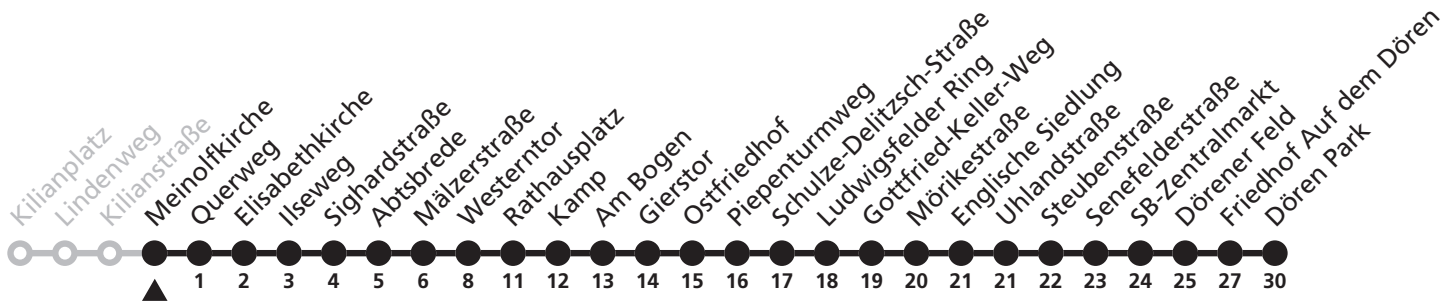 Kilianplatz
Lindenweg
Kilianstraße
Meinolfkirche
Querweg
Elisabethkirche
Ilseweg
Sighardstraße
Abtsbrede
Mälzerstraße
Westerntor
Rathausplatz
Kamp
Am Bogen
Gierstor
Ostfriedhof
Piepenturmweg
Schulze-Delitzsch-Straße
Ludwigsfelder Ring
Gottfried-Keller-Weg
Mörikestraße
Englische Siedlung
Uhlandstraße
Steubenstraße
Senefelderstraße
SB-Zentralmarkt
Dörener Feld
Friedhof Auf dem Dören
Dören Park
1 2 3 4 5 6 8 11 12 13 14 15 16 17 18 19 20 21 21 22 23 24 25 27 30